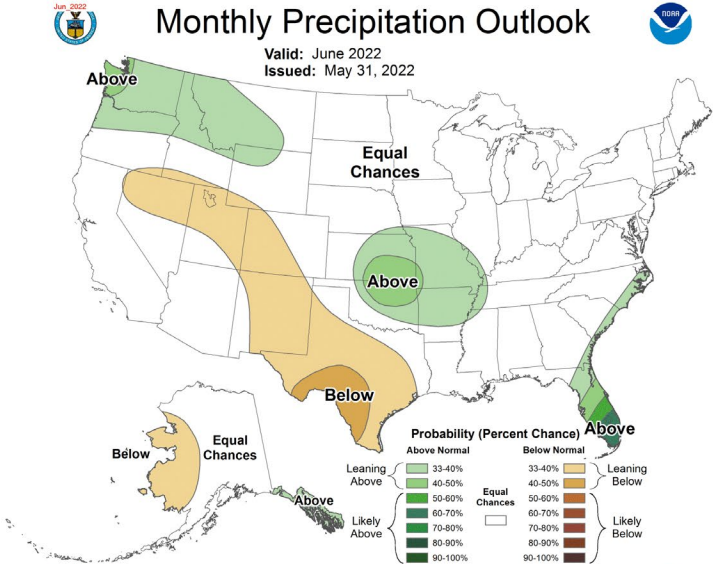 Jun_2022
Monthly Precipitation Outlook
NOAA
Valid: June 2022
Issued: May 31, 2022
Above
Equal
Chances
Above
Below
Below
Equal
Chances
Above
Above
Probability (Percent Chance)
Above Normal
Below Normal
Leaning
Above
33-40%
40-50%
Likely
Above
50-60%
60-70%
70-80%
80-90%
90-100%
Equal
Chances
33-40%
40-50%
Leaning
Below
50-60%
60-70%
70-80%
80-90%
90-100%
Likely
Below